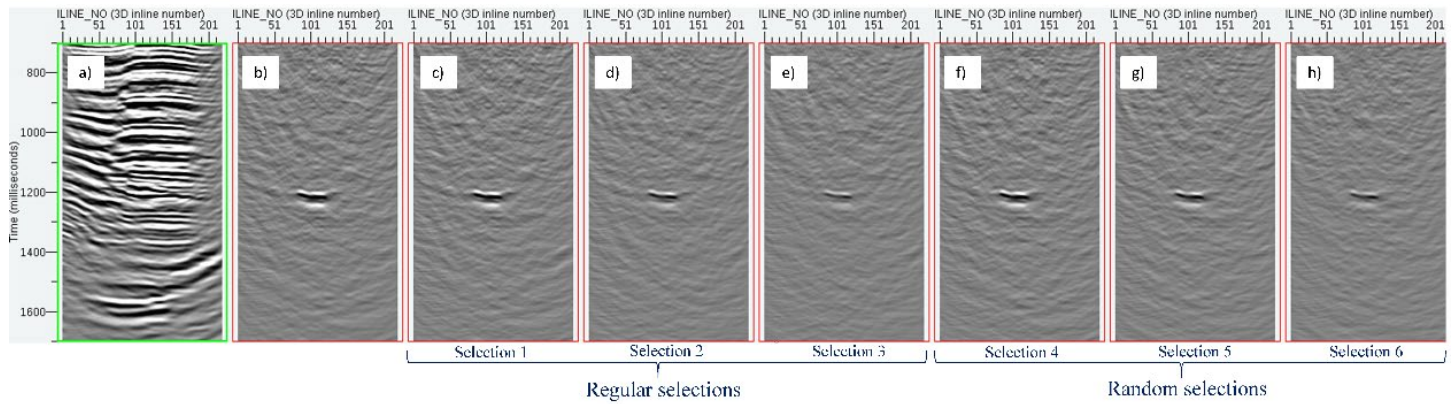 ILINE_NO (3D inline number) ILINE_NO (3D inline number) ILINE_NO (3D inline number) ILINE_NO (3D inline number) ILINE_NO (3D inline number) ILINE_NO (3D inline number) ILINE_NO (3D inline number) ILINE_NO (3D inline number)
1 51 101 151 201 1 51 101 151 201 1 51 101 151 201 1 51 101 151 201 1 51 101 151 201 1 51 101 151 201 1 51 101 151 201 1 51 101 151 201
a) b) c) d) e) f) g) h)
Time (milliseconds)
800
1000
1200
1400
1600
Selection 1 Selection 2 Selection 3 Selection 4 Selection 5 Selection 6
Regular selections Random selections